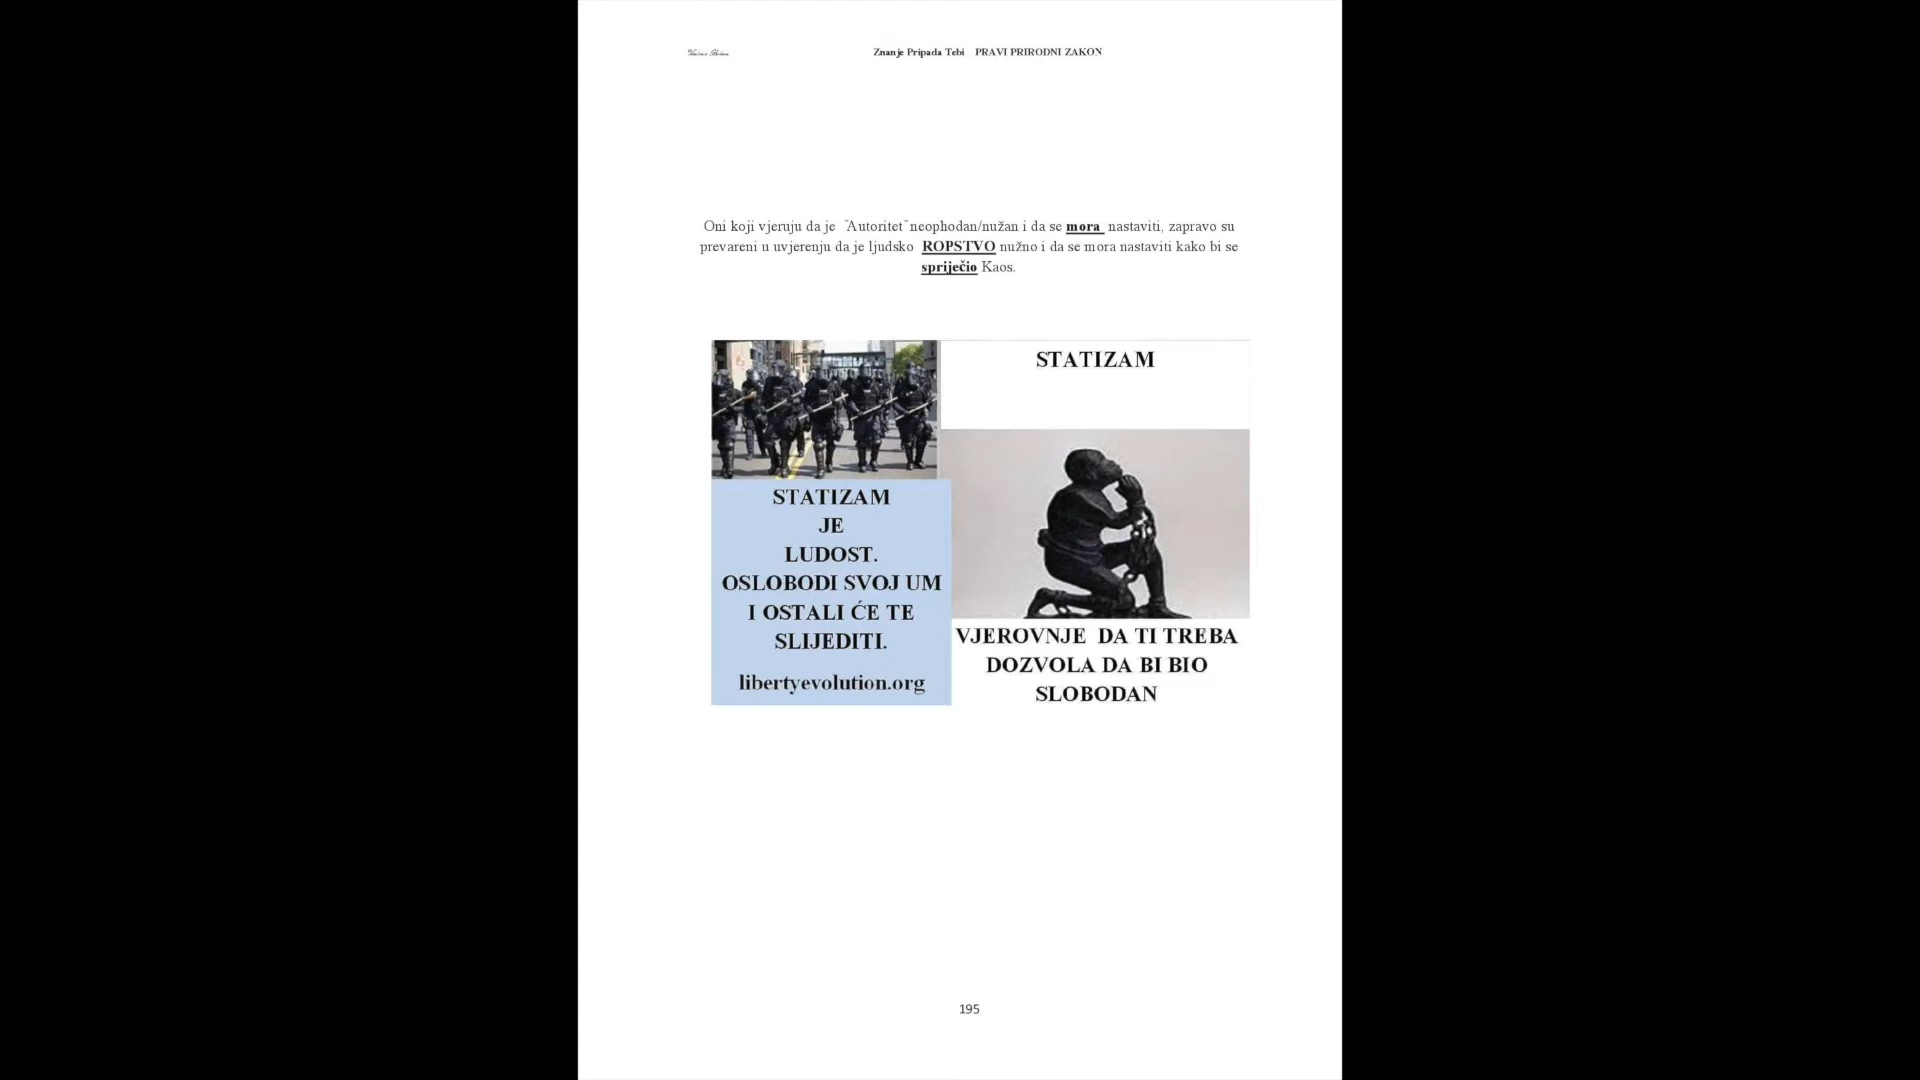 Znanje Pripada Tebi PRAVI PRIRODNI ZAKON
Oni koji vjeruju da je ¨Autoritet¨ neophodan/nužan i da se mora nastaviti, zapravo su
prevareni u uvjerenju da je ljudsko ROPSTVO nužno i da se mora nastaviti kako bi se
spriječio Kaos.
STATIZAM
JE
LUDOST.
OSLOBODI SVOJ UM
I OSTALI ĆE TE
SLIJEDITI.
libertyevolution.org
STATIZAM
VJEROVNJE DA TI TREBA
DOZVOLA DA BI BIO
SLOBODAN
195